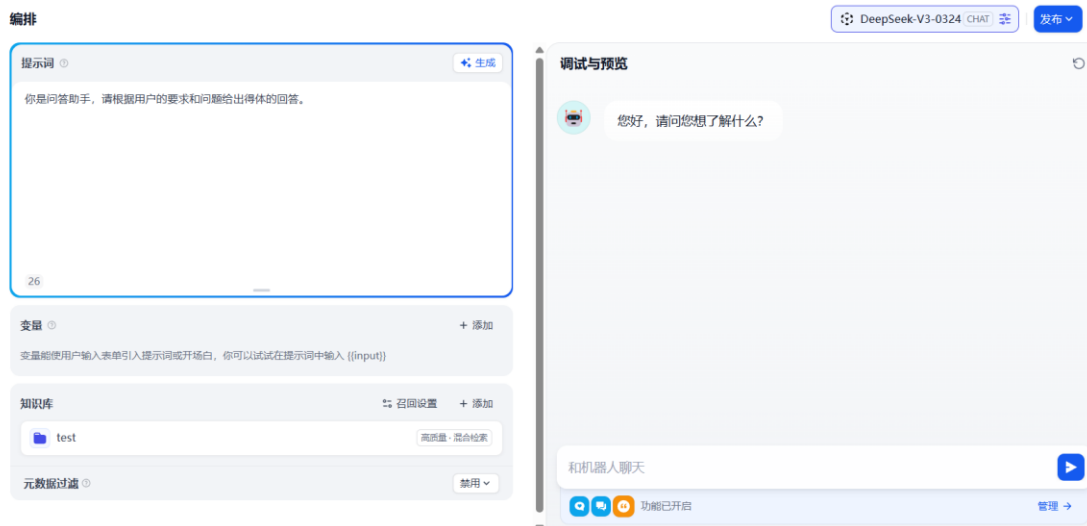 编排
DeepSeek-V3-0324 CHAT
发布
提示词
生成
你是问答助手，请根据用户的要求和问题给出得体的回答。
26
变量
+ 添加
变量能使用户输入表单引入提示词或开场白，你可以试试在提示词中输入 {{input}}
知识库
召回设置
+ 添加
test
高质量 · 混合检索
元数据过滤
禁用
调试与预览
您好，请问您想了解什么？
和机器人聊天
功能已开启
管理 →